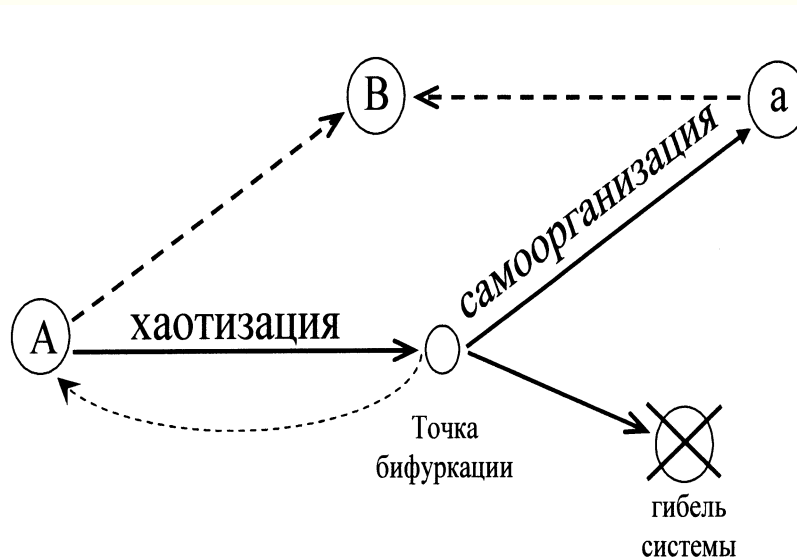 В
а
самоорганизация
А
хаотизация
Точка
бифуркации
гибель
системы